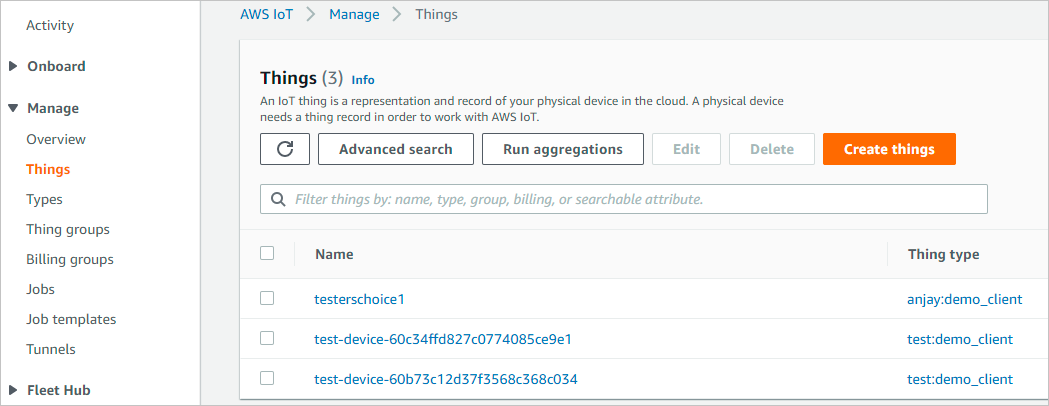 Activity
Onboard
Manage
Overview
Things
Types
Thing groups
Billing groups
Jobs
Job templates
Tunnels
Fleet Hub
AWS IoT > Manage > Things
Things (3) Info
An IoT thing is a representation and record of your physical device in the cloud. A physical device
needs a thing record in order to work with AWS IoT.
Advanced search Run aggregations Edit Delete Create things
Filter things by: name, type, group, billing, or searchable attribute.
Name Thing type
testerschoice1 anjay:demo_client
test-device-60c34ffd827c0774085ce9e1 test:demo_client
test-device-60b73c12d37f3568c368c034 test:demo_client